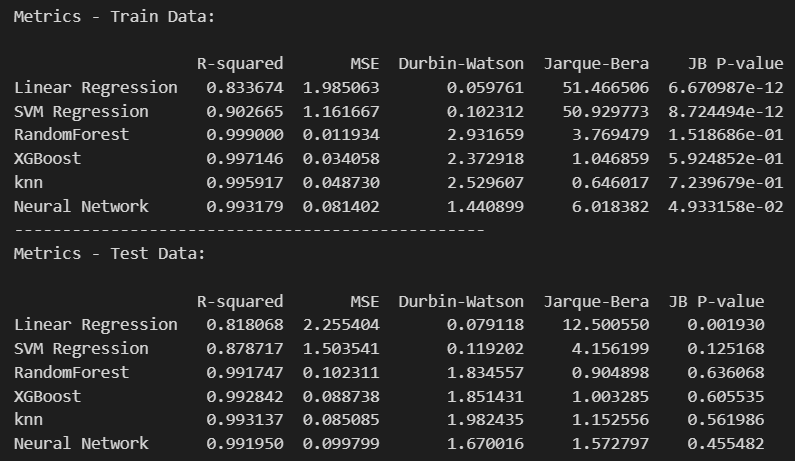 Metrics - Train Data:
R-squared MSE Durbin-Watson Jarque-Bera JB P-value
Linear Regression 0.833674 1.985063 0.059761 51.466506 6.670987e-12
SVM Regression 0.902665 1.161667 0.102312 50.929773 8.724494e-12
RandomForest 0.999000 0.011934 2.931659 3.769479 1.518686e-01
XGBoost 0.997146 0.034058 2.372918 1.046859 5.924852e-01
knn 0.995917 0.048730 2.529607 0.646017 7.239679e-01
Neural Network 0.993179 0.081402 1.440899 6.018382 4.933158e-02
-------------------------------------------------
Metrics - Test Data:
R-squared MSE Durbin-Watson Jarque-Bera JB P-value
Linear Regression 0.818068 2.255404 0.079118 12.500550 0.001930
SVM Regression 0.878717 1.503541 0.119202 4.156199 0.125168
RandomForest 0.991747 0.102311 1.834557 0.904898 0.636068
XGBoost 0.992842 0.088738 1.851431 1.003285 0.605535
knn 0.993137 0.085085 1.982435 1.152556 0.561986
Neural Network 0.991950 0.099799 1.670016 1.572797 0.455482